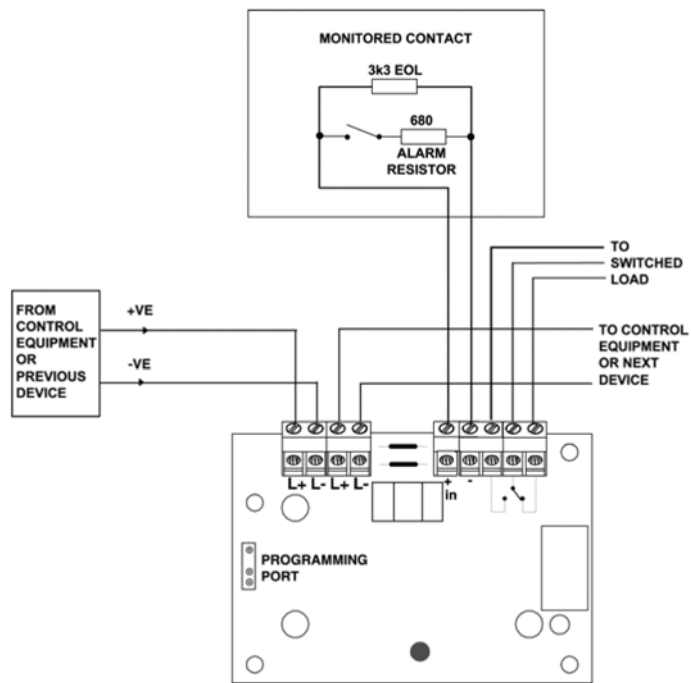 MONITORED CONTACT
3k3 EOL
680
ALARM
RESISTOR
TO
SWITCHED
LOAD
FROM
CONTROL
EQUIPMENT
OR
PREVIOUS
DEVICE
+VE
-VE
TO CONTROL
EQUIPMENT
OR NEXT
DEVICE
L+ L- L+ L-
+ -
in
PROGRAMMING
PORT